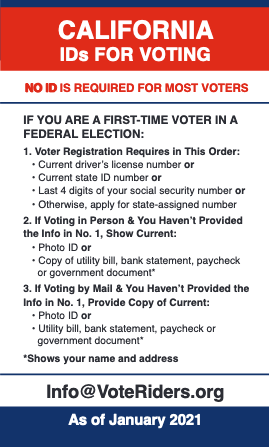 CALIFORNIA
IDs FOR VOTING
NO ID IS REQUIRED FOR MOST VOTERS
IF YOU ARE A FIRST-TIME VOTER IN A
FEDERAL ELECTION:
1. Voter Registration Requires in This Order:
• Current driver's license number or
• Current state ID number or
• Last 4 digits of your social security number or
• Otherwise, apply for state-assigned number
2. If Voting in Person & You Haven't Provided
the Info in No. 1, Show Current:
• Photo ID or
• Copy of utility bill, bank statement, paycheck
or government document*
3. If Voting by Mail & You Haven't Provided the
Info in No. 1, Provide Copy of Current:
• Photo ID or
• Utility bill, bank statement, paycheck or
government document*
*Shows your name and address
Info@VoteRiders.org
As of January 2021